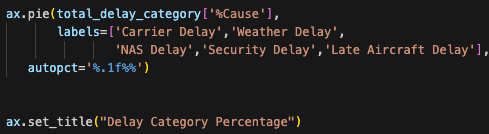 ax.pie(total_delay_category['%Cause'],
labels=['Carrier Delay','Weather Delay',
'NAS Delay','Security Delay','Late Aircraft Delay'],
autopct='%.1f%%')
ax.set_title("Delay Category Percentage")